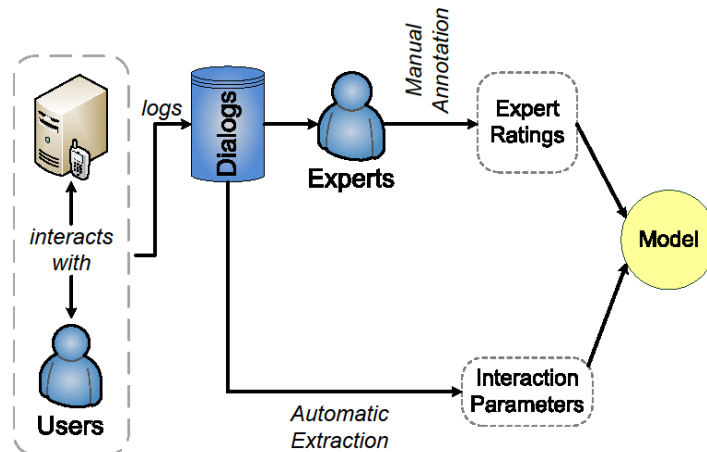 interacts
with
Users
logs
Dialogs
Experts
Manual
Annotation
Expert
Ratings
Model
Automatic
Extraction
Interaction
Parameters